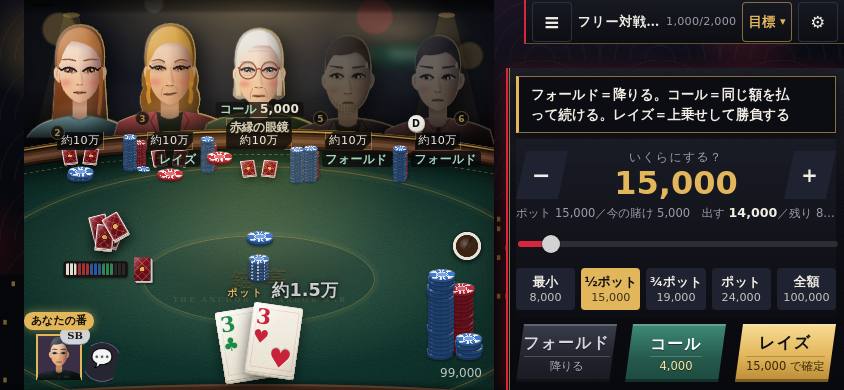 コール 5,000
赤縁の眼鏡
2
3
5
D
6
約10万
約10万
約10万
約10万
約10万
レイズ
フォールド
フォールド
ポット 約1.5万
あなたの番
SB
3
3
99,000
フリー対戦… 1,000/2,000
目標 ▾
フォールド＝降りる。コール＝同じ額を払
って続ける。レイズ＝上乗せして勝負する
いくらにする？
− 15,000 +
ポット 15,000／今の賭け 5,000 出す 14,000／残り 8…
最小 ½ポット ¾ポット ポット 全額
8,000 15,000 19,000 24,000 100,000
フォールド コール レイズ
降りる 4,000 15,000 で確定